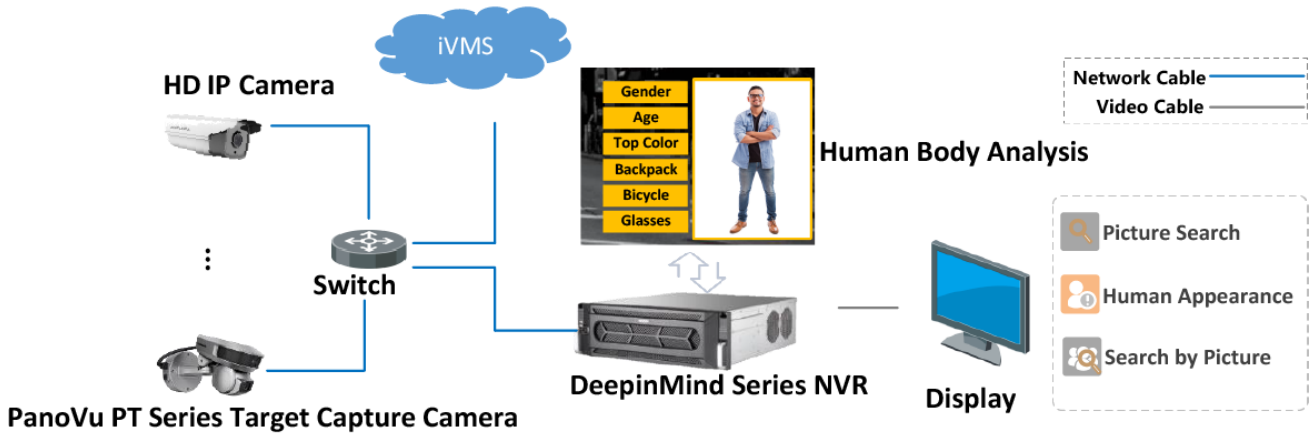 iVMS
HD IP Camera
Gender
Age
Top Color
Backpack
Bicycle
Glasses
Human Body Analysis
Network Cable
Video Cable
Switch
Picture Search
Human Appearance
Search by Picture
DeepinMind Series NVR
Display
PanoVu PT Series Target Capture Camera